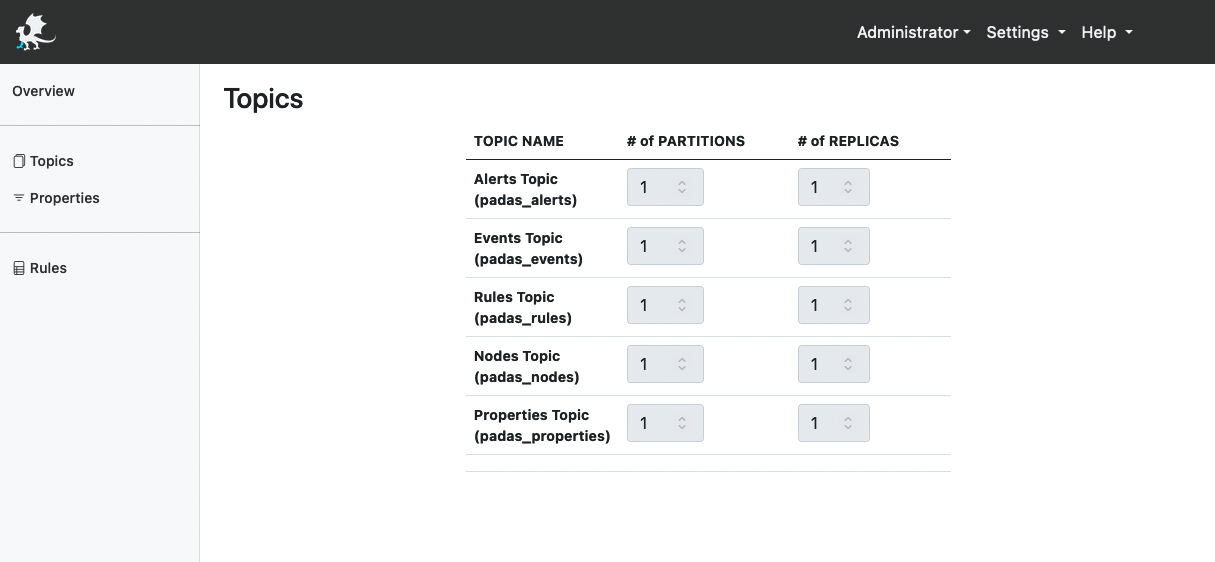 Administrator Settings Help
Overview
Topics
Properties
Rules
Topics
TOPIC NAME # of PARTITIONS # of REPLICAS
Alerts Topic
(padas_alerts) 1 1
Events Topic
(padas_events) 1 1
Rules Topic
(padas_rules) 1 1
Nodes Topic
(padas_nodes) 1 1
Properties Topic
(padas_properties) 1 1